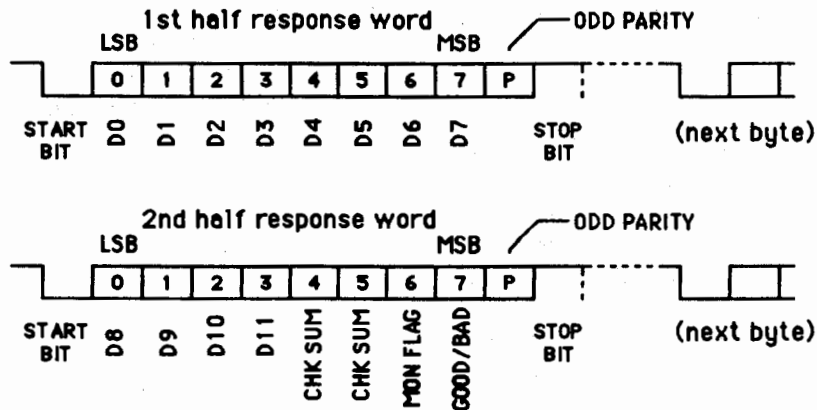 1st half response word
ODD PARITY
LSB MSB
0 1 2 3 4 5 6 7 P
START BIT D0 D1 D2 D3 D4 D5 D6 D7 STOP BIT (next byte)
2nd half response word
ODD PARITY
LSB MSB
0 1 2 3 4 5 6 7 P
START BIT D8 D9 D10 D11 CHK SUM CHK SUM MON FLAG GOOD/BAD STOP BIT (next byte)